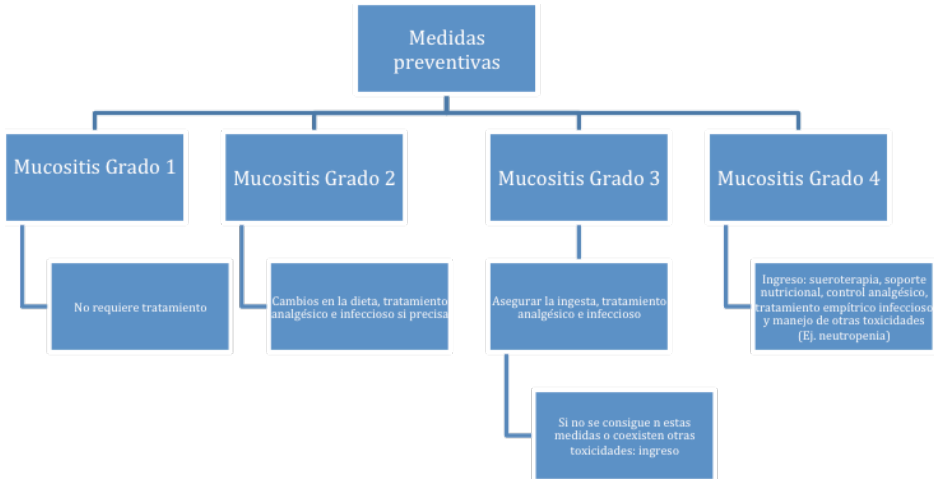 Medidas
preventivas
Mucositis Grado 1
Mucositis Grado 2
Mucositis Grado 3
Mucositis Grado 4
No requiere tratamiento
Cambios en la dieta, tratamiento
analgésico e infeccioso si precisa
Asegurar la ingesta, tratamiento
analgésico e infeccioso
Ingreso: sueroterapia, soporte
nutricional, control analgésico,
tratamiento empítrico infeccioso
y manejo de otras toxicidades
(Ej. neutropenia)
Si no se consigue n estas
medidas o coexisten otras
toxicidades: ingreso